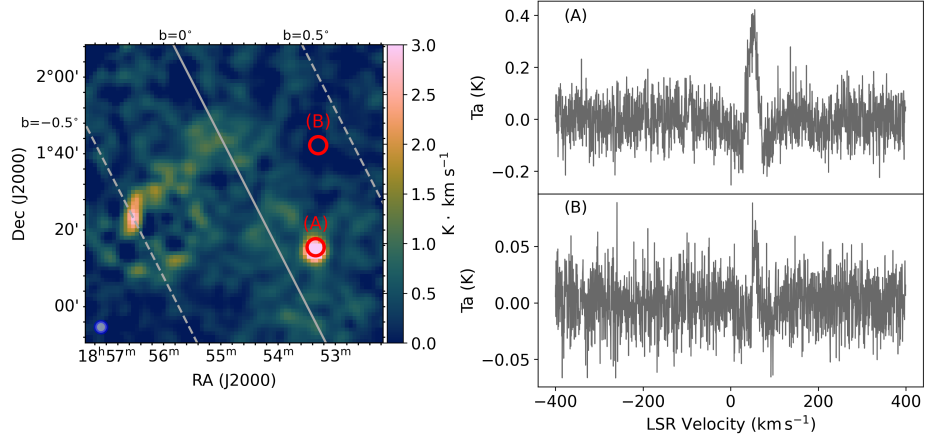 b=0°
b=0.5°
b=−0.5°
2°00'
1°40'
20'
00'
Dec (J2000)
(B)
(A)
18ʰ57ᵐ
56ᵐ
55ᵐ
54ᵐ
53ᵐ
RA (J2000)
3.0
2.5
2.0
1.5
1.0
0.5
0.0
K · km s⁻¹
(A)
0.4
0.2
0.0
−0.2
Ta (K)
(B)
0.05
0.00
−0.05
Ta (K)
−400
−200
0
200
400
LSR Velocity (km s⁻¹)